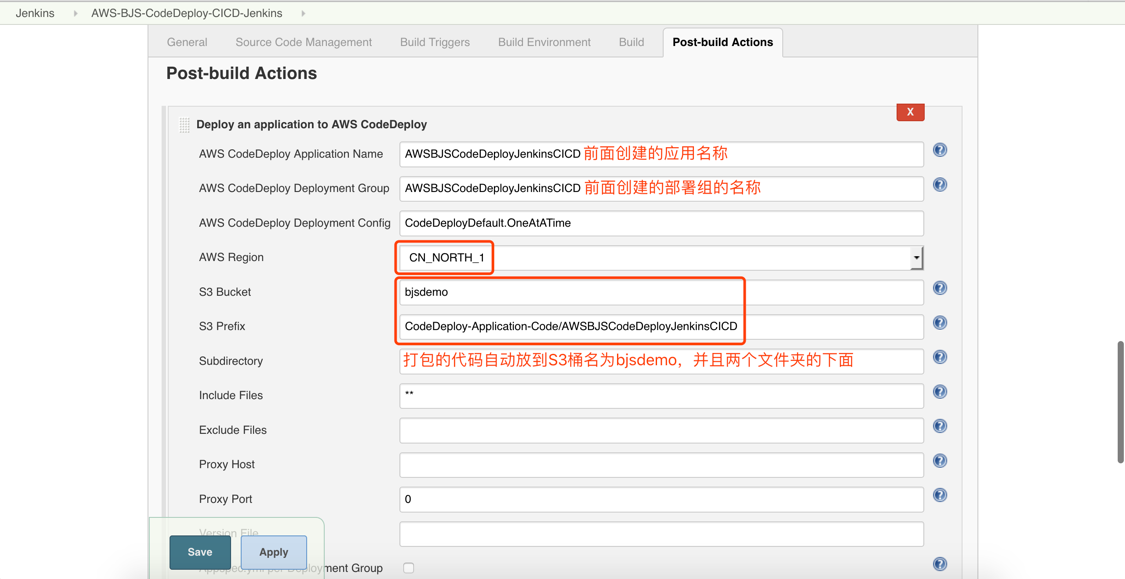 Jenkins AWS-BJS-CodeDeploy-CICD-Jenkins
General Source Code Management Build Triggers Build Environment Build Post-build Actions
Post-build Actions
X
Deploy an application to AWS CodeDeploy
AWS CodeDeploy Application Name AWSBJSCodeDeployJenkinsCICD 前面创建的应用名称
AWS CodeDeploy Deployment Group AWSBJSCodeDeployJenkinsCICD 前面创建的部署组的名称
AWS CodeDeploy Deployment Config CodeDeployDefault.OneAtATime
AWS Region CN_NORTH_1
S3 Bucket bjsdemo
S3 Prefix CodeDeploy-Application-Code/AWSBJSCodeDeployJenkinsCICD
Subdirectory 打包的代码自动放到S3桶名为bjsdemo，并且两个文件夹的下面
Include Files **
Exclude Files
Proxy Host
Proxy Port 0
Version File
Save Apply
Appspec.yml per Deployment Group